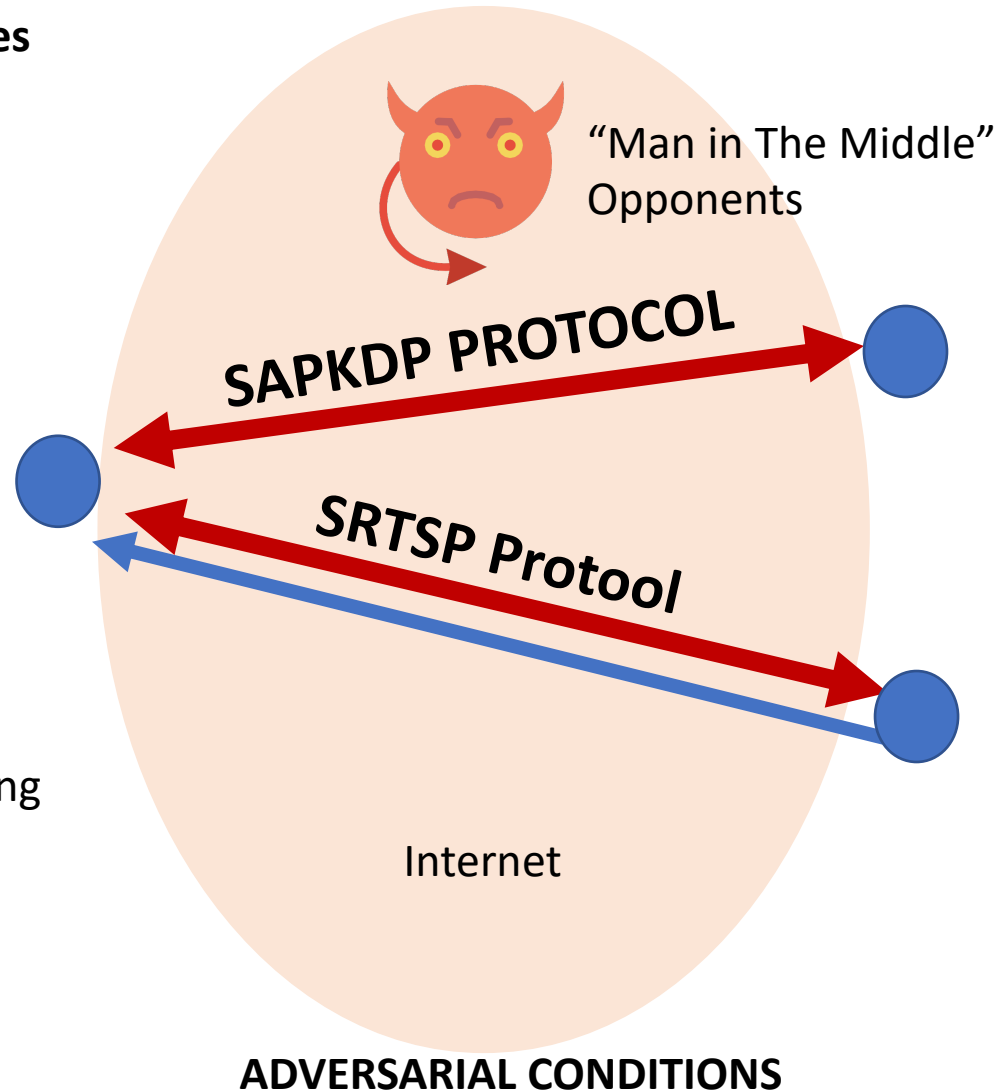 es
“Man in The Middle”
Opponents
SAPKDP PROTOCOL
SRTSP Protool
ng
Internet
ADVERSARIAL CONDITIONS